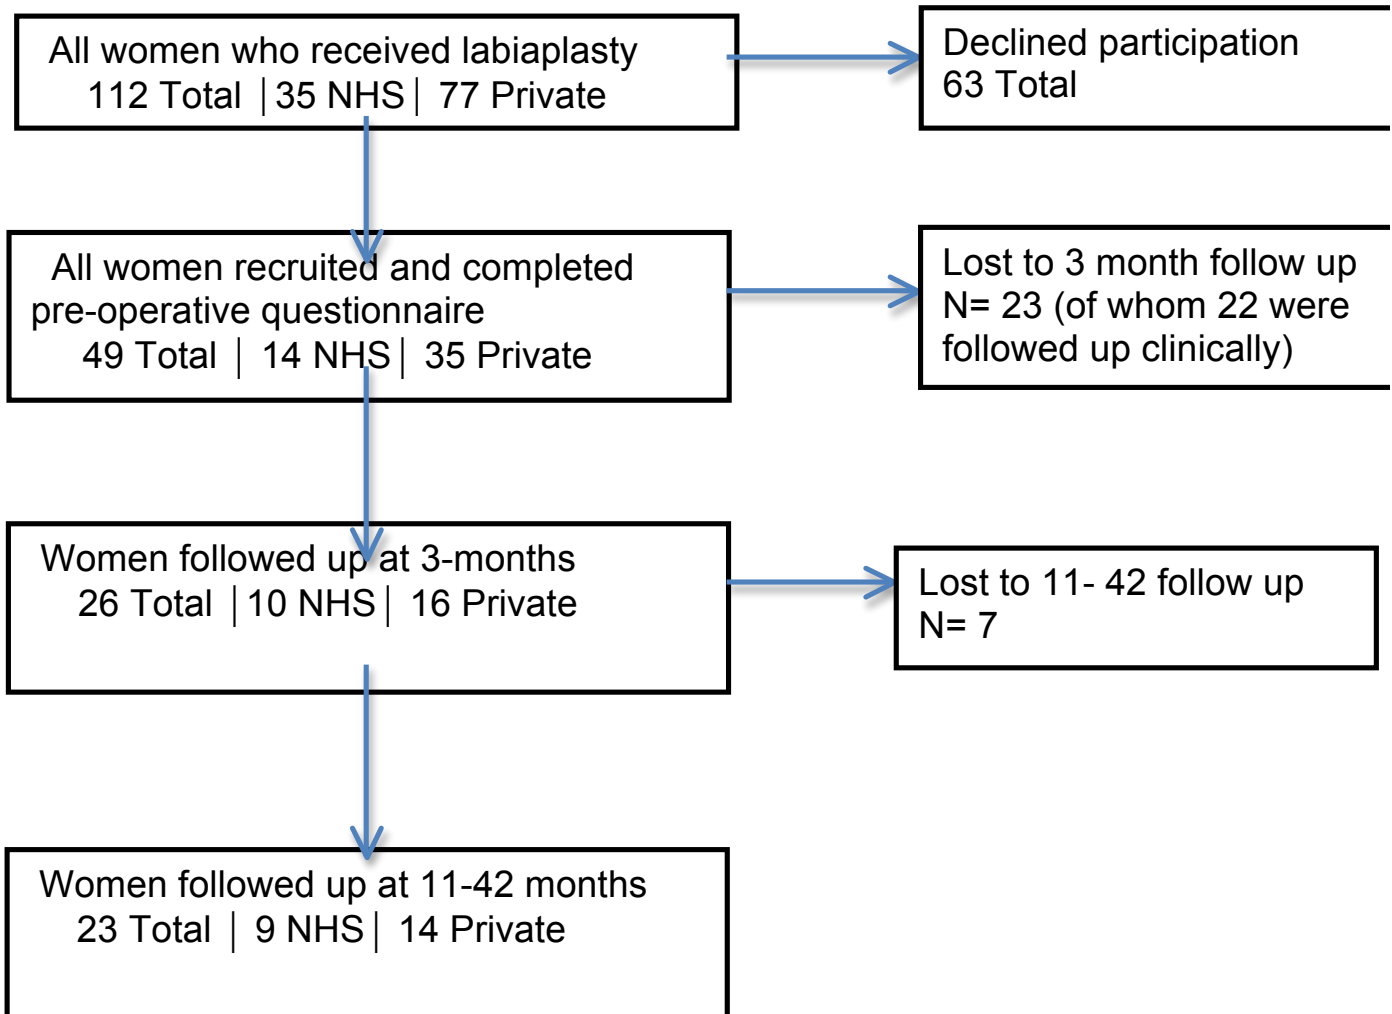 All women who received labiaplasty
112 Total | 35 NHS | 77 Private
Declined participation
63 Total
All women recruited and completed
pre-operative questionnaire
49 Total | 14 NHS | 35 Private
Lost to 3 month follow up
N= 23 (of whom 22 were
followed up clinically)
Women followed up at 3-months
26 Total | 10 NHS | 16 Private
Lost to 11- 42 follow up
N= 7
Women followed up at 11-42 months
23 Total | 9 NHS | 14 Private